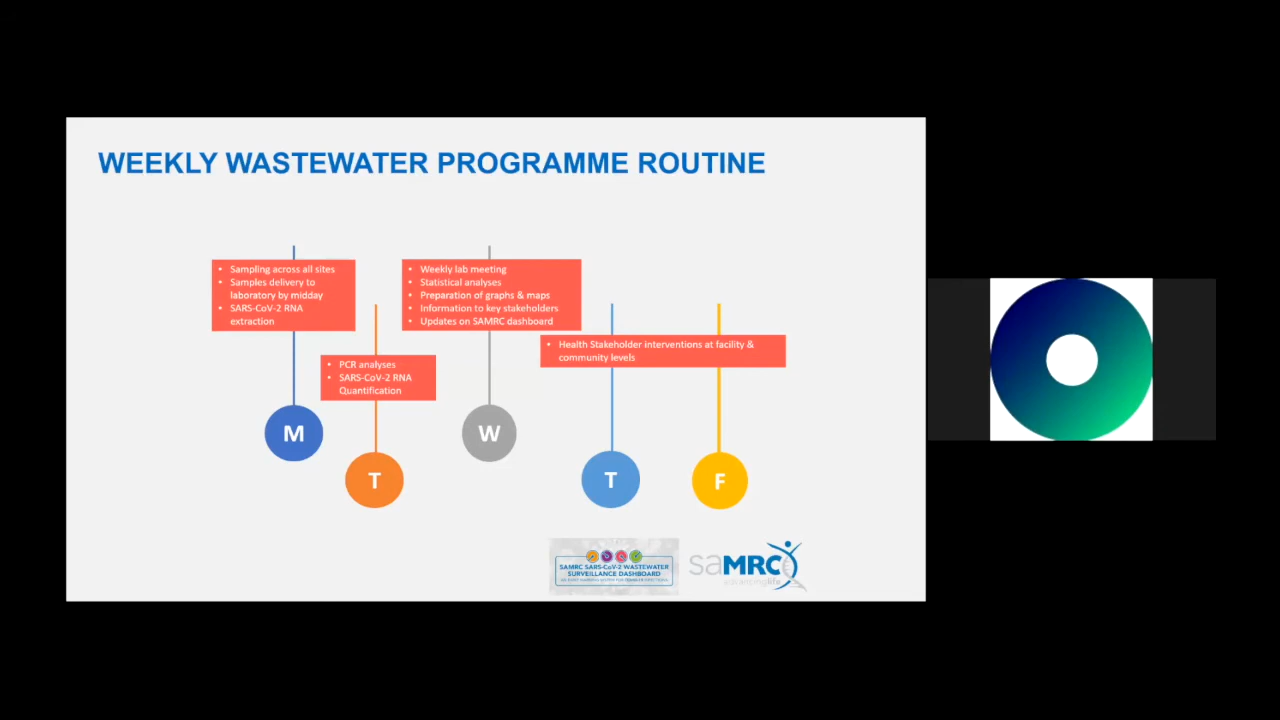 WEEKLY WASTEWATER PROGRAMME ROUTINE
• Sampling across all sites
• Samples delivery to
laboratory by midday
• SARS-CoV-2 RNA
extraction
• PCR analyses
• SARS-CoV-2 RNA
Quantification
• Weekly lab meeting
• Statistical analyses
• Preparation of graphs & maps
• Information to key stakeholders
• Updates on SAMRC dashboard
• Health Stakeholder interventions at facility &
community levels
M
T
W
T
F
SAMRC SARS-CoV-2 WASTEWATER
SURVEILLANCE DASHBOARD
saMRC